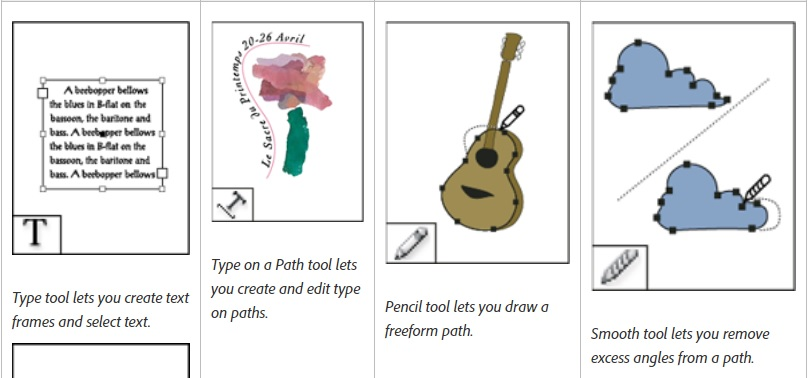 A beebopper bellows
the blues in B-flat on the
bassoon, the baritone and
bass. A beebopper bellows
the blues in B-flat on the
bassoon, the baritone and
bass. A beebopper bellows
T
Type tool lets you create text
frames and select text.
Le Sacre du Printemps 20-26 Avril
T
Type on a Path tool lets
you create and edit type
on paths.
Pencil tool lets you draw a
freeform path.
Smooth tool lets you remove
excess angles from a path.